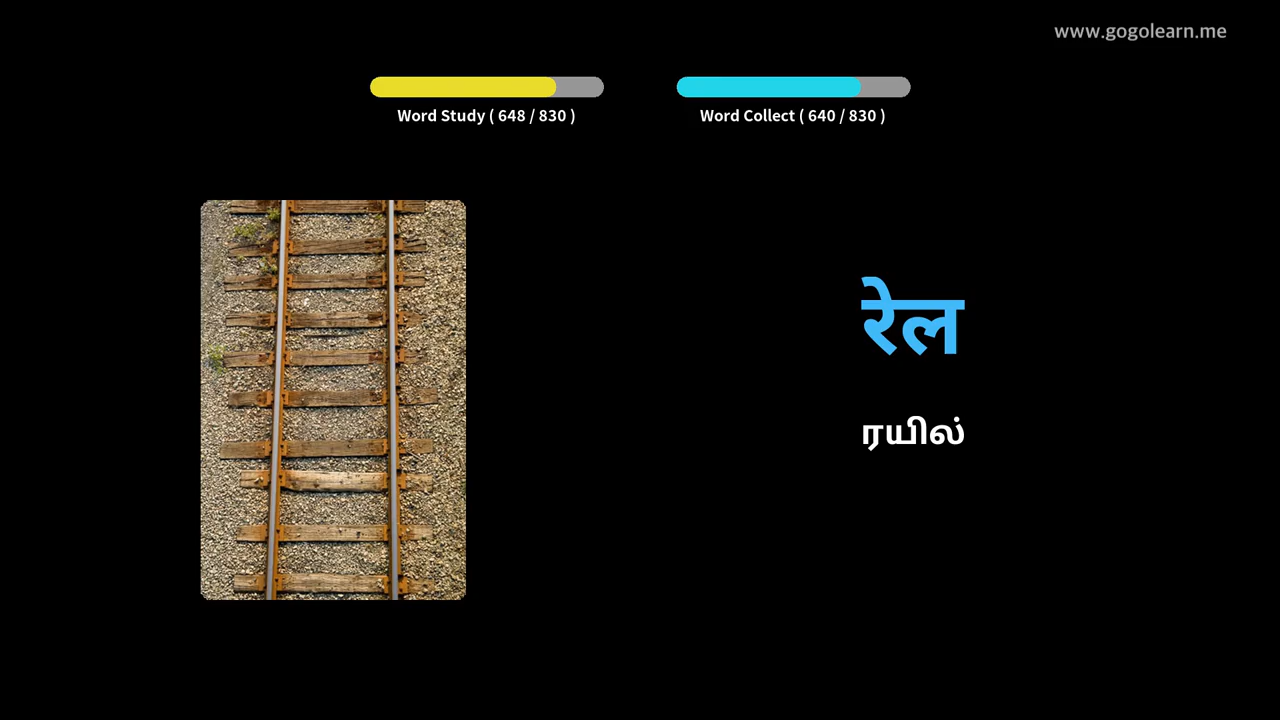 www.gogolearn.me
Word Study ( 648 / 830 )
Word Collect ( 640 / 830 )
रेल
ரயில்